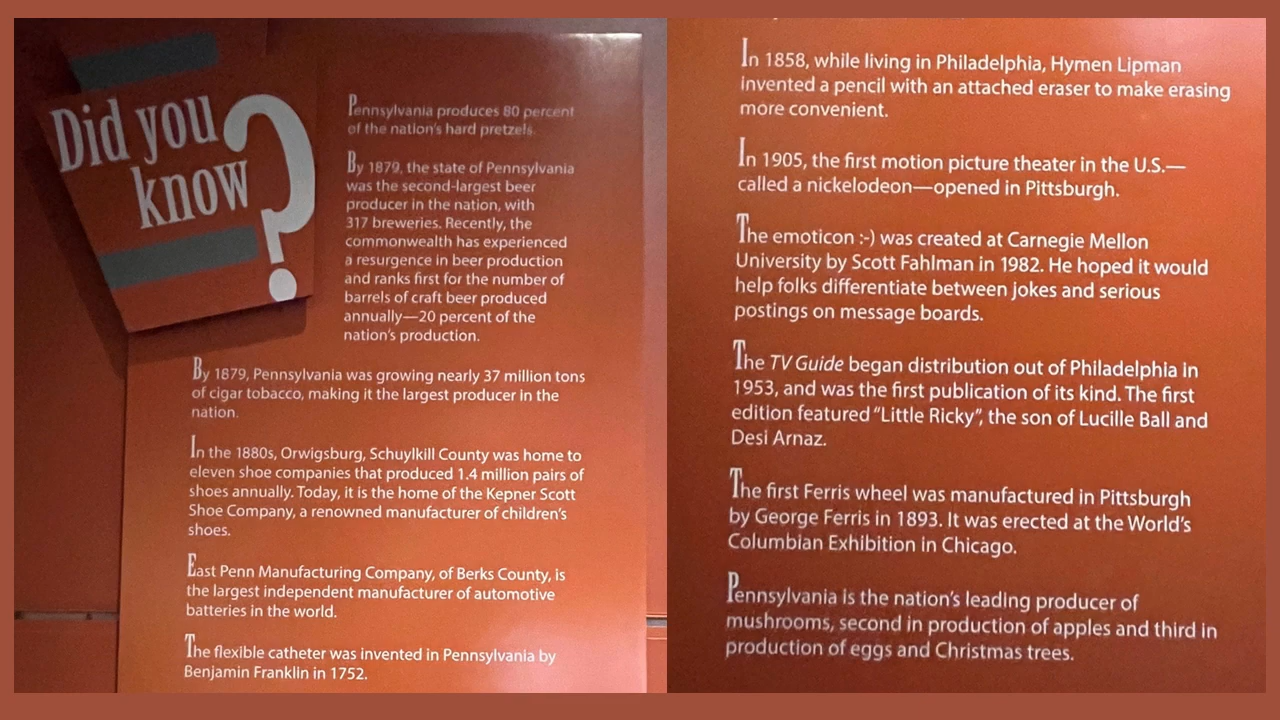 Did you
know?
Pennsylvania produces 80 percent
of the nation's hard pretzels.
By 1879, the state of Pennsylvania
was the second-largest beer
producer in the nation, with
317 breweries. Recently, the
commonwealth has experienced
a resurgence in beer production
and ranks first for the number of
barrels of craft beer produced
annually—20 percent of the
nation's production.
By 1879, Pennsylvania was growing nearly 37 million tons
of cigar tobacco, making it the largest producer in the
nation.
In the 1880s, Orwigsburg, Schuylkill County was home to
eleven shoe companies that produced 1.4 million pairs of
shoes annually. Today, it is the home of the Kepner Scott
Shoe Company, a renowned manufacturer of children's
shoes.
East Penn Manufacturing Company, of Berks County, is
the largest independent manufacturer of automotive
batteries in the world.
The flexible catheter was invented in Pennsylvania by
Benjamin Franklin in 1752.
In 1858, while living in Philadelphia, Hymen Lipman
invented a pencil with an attached eraser to make erasing
more convenient.
In 1905, the first motion picture theater in the U.S.—
called a nickelodeon—opened in Pittsburgh.
The emoticon :-) was created at Carnegie Mellon
University by Scott Fahlman in 1982. He hoped it would
help folks differentiate between jokes and serious
postings on message boards.
The TV Guide began distribution out of Philadelphia in
1953, and was the first publication of its kind. The first
edition featured "Little Ricky", the son of Lucille Ball and
Desi Arnaz.
The first Ferris wheel was manufactured in Pittsburgh
by George Ferris in 1893. It was erected at the World's
Columbian Exhibition in Chicago.
Pennsylvania is the nation's leading producer of
mushrooms, second in production of apples and third in
production of eggs and Christmas trees.